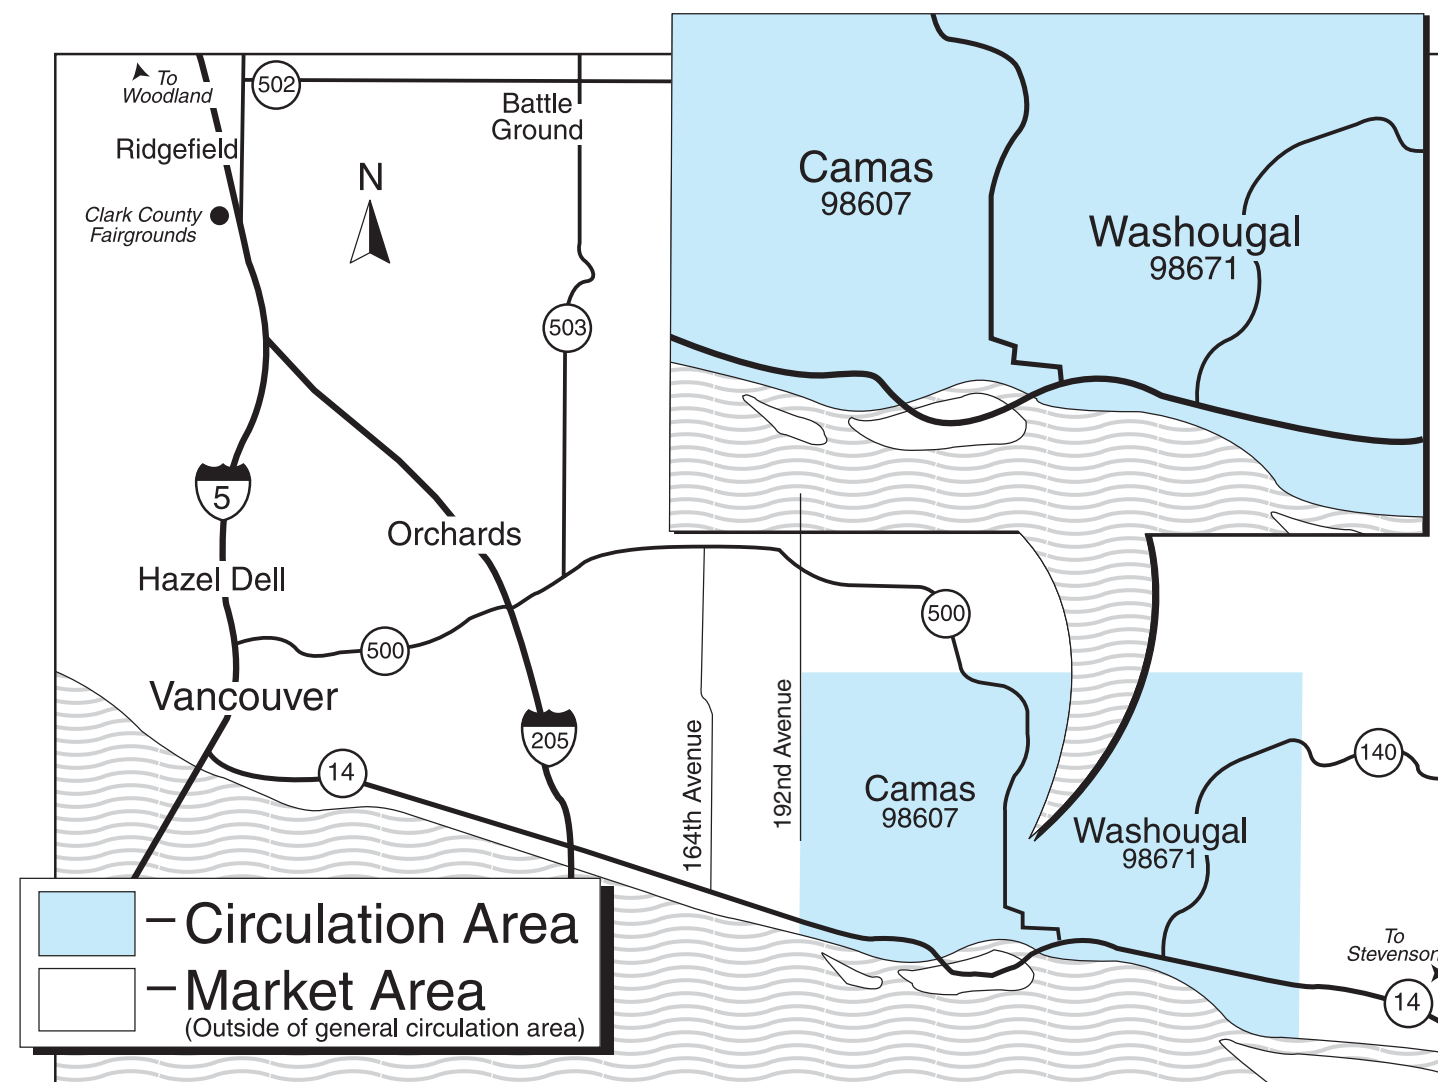 To
Woodland
502
Battle
Ground
Ridgefield
N
Clark County
Fairgrounds
503
5
Orchards
Hazel Dell
500
Vancouver
205
14
164th Avenue
192nd Avenue
500
Camas
98607
Washougal
98671
Camas
98607
Washougal
98671
140
To
Stevenson
14
– Circulation Area
– Market Area
(Outside of general circulation area)